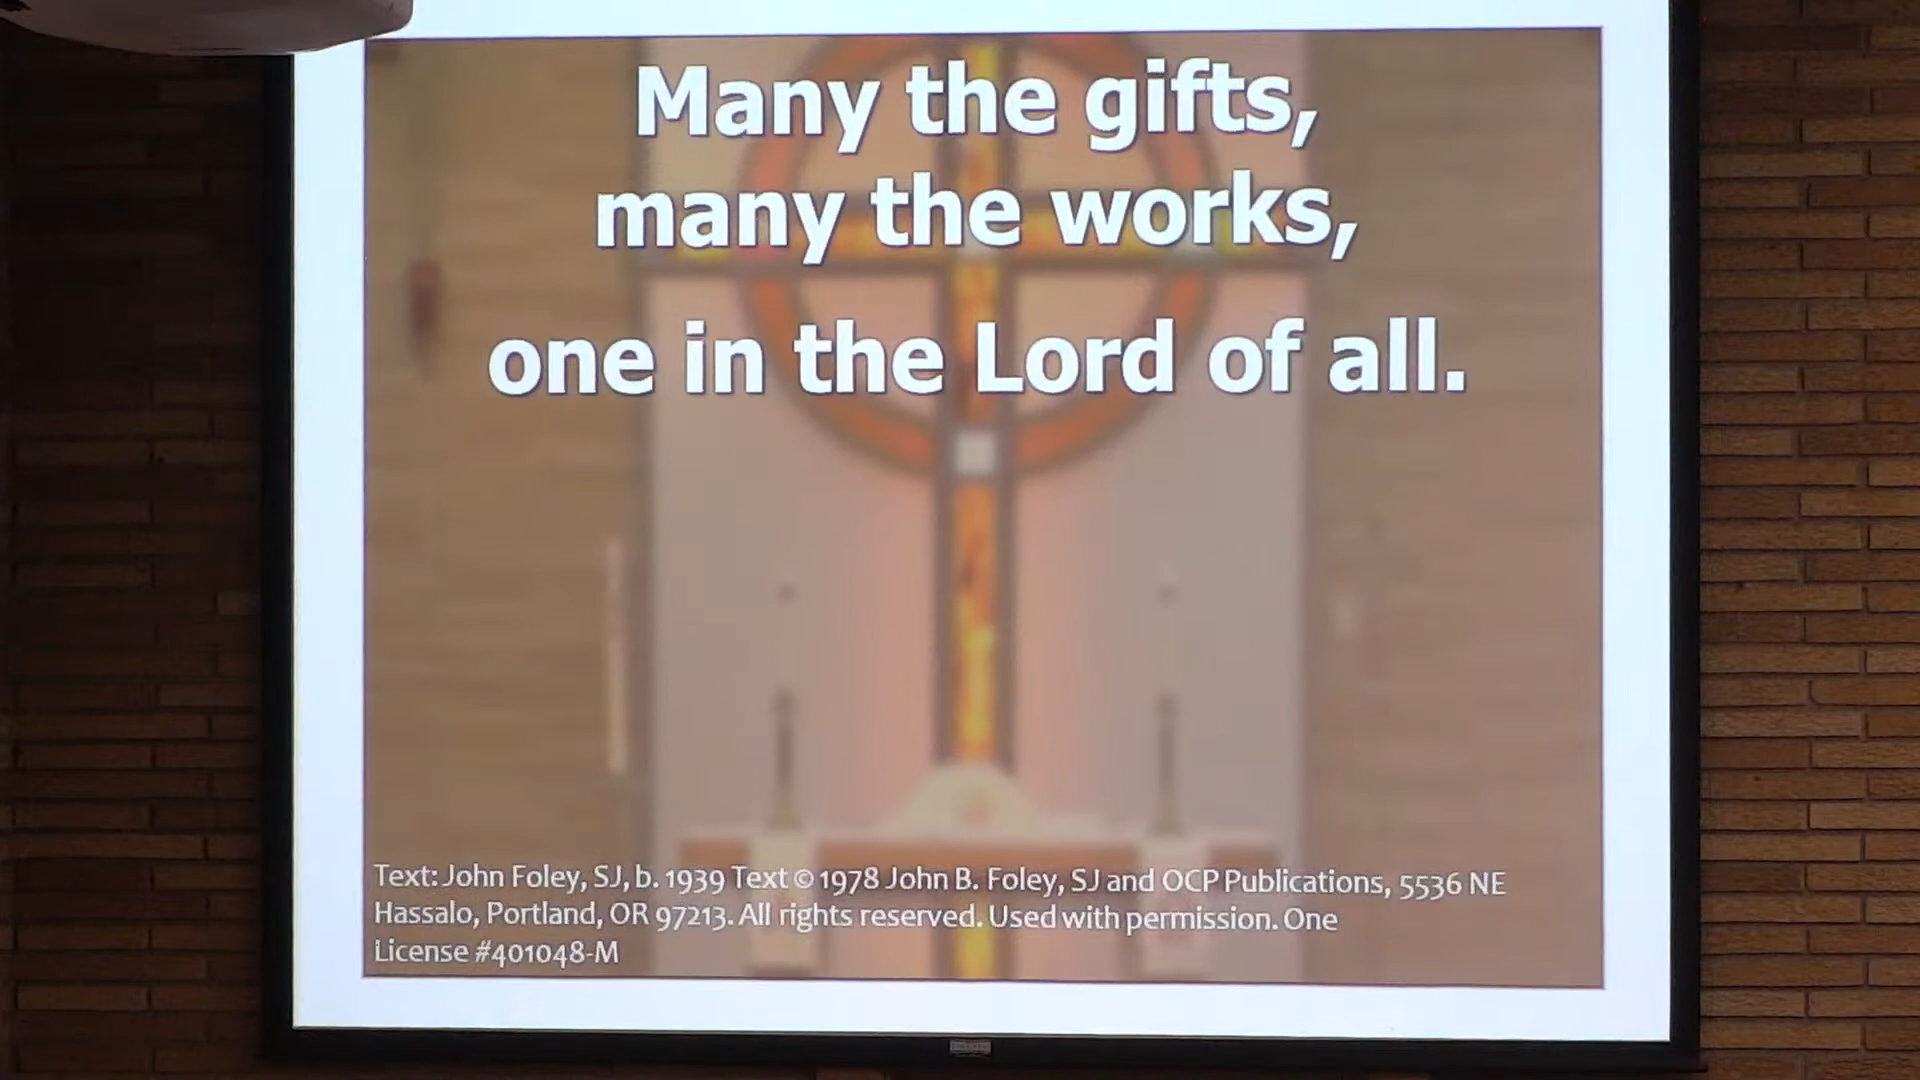 Many the gifts,
many the works,
one in the Lord of all.
Text: John Foley, SJ, b. 1939 Text © 1978 John B. Foley, SJ and OCP Publications, 5536 NE
Hassalo, Portland, OR 97213. All rights reserved. Used with permission. One
License #401048-M